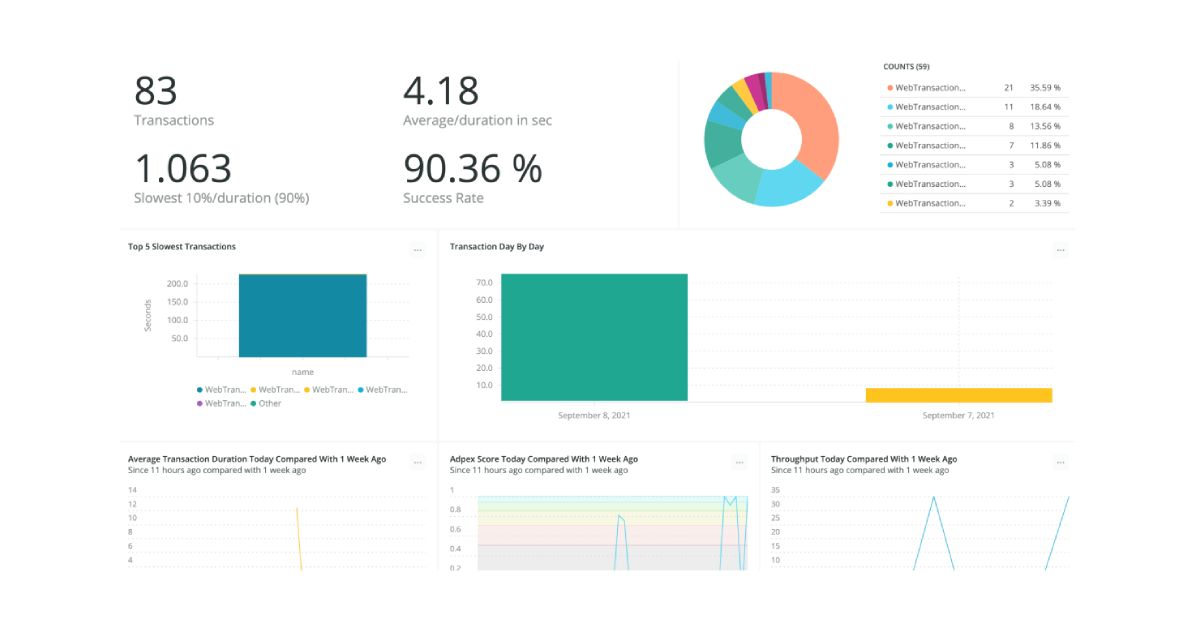 83
Transactions
4.18
Average/duration in sec
1.063
Slowest 10%/duration (90%)
90.36 %
Success Rate
COUNTS (59)
WebTransaction... 21 35.59 %
WebTransaction... 11 18.64 %
WebTransaction... 8 13.56 %
WebTransaction... 7 11.86 %
WebTransaction... 3 5.08 %
WebTransaction... 3 5.08 %
WebTransaction... 2 3.39 %
Top 5 Slowest Transactions
...
Seconds
200.0
150.0
100.0
50.0
name
WebTran... WebTran... WebTran... WebTran...
WebTran... Other
Transaction Day By Day
...
70.0
60.0
50.0
40.0
30.0
20.0
10.0
September 8, 2021 September 7, 2021
Average Transaction Duration Today Compared With 1 Week Ago
...
Since 11 hours ago compared with 1 week ago
14
12
10
8
6
4
Adpex Score Today Compared With 1 Week Ago
...
Since 11 hours ago compared with 1 week ago
1
0.8
0.6
0.4
0.2
Throughput Today Compared With 1 Week Ago
...
Since 11 hours ago compared with 1 week ago
35
30
25
20
15
10